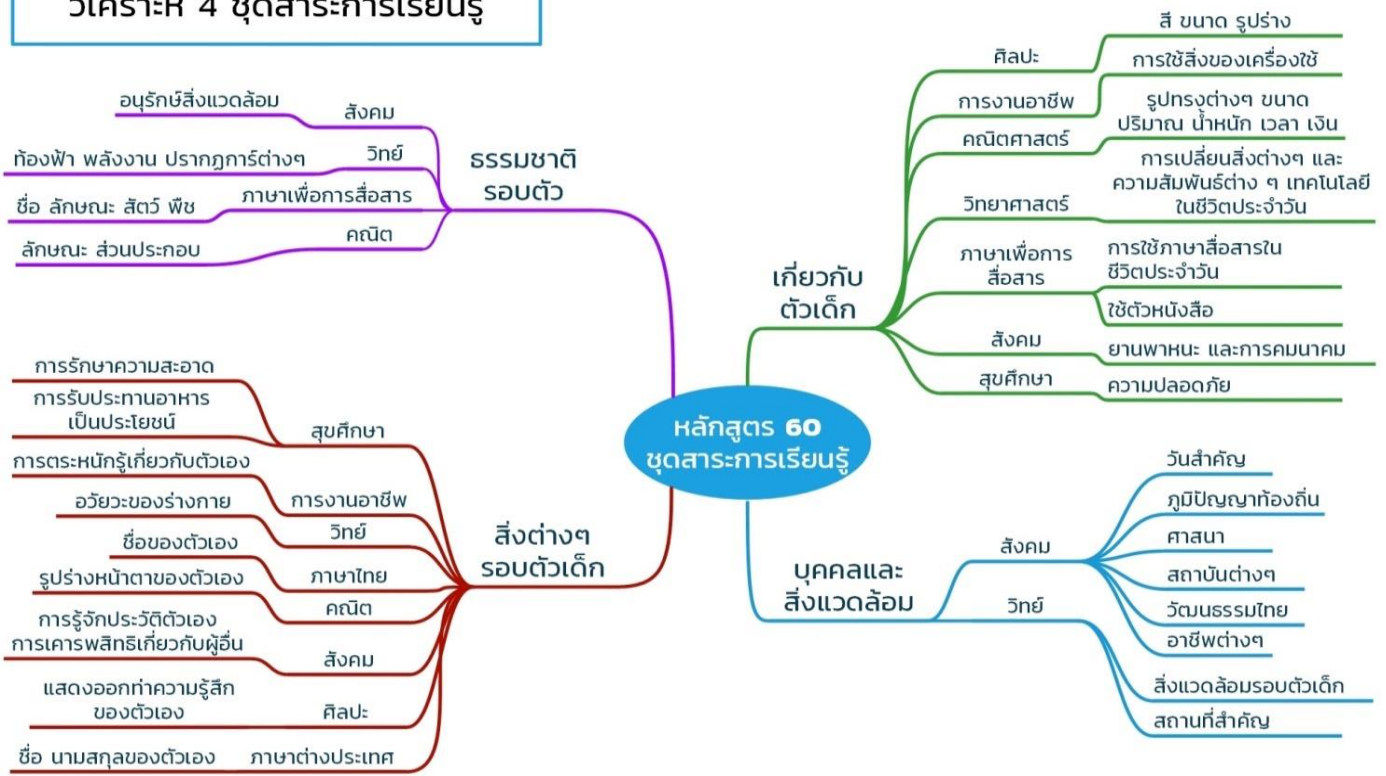 วิเคราะห์ 4 ชุดสาระการเรียนรู้
หลักสูตร 60
ชุดสาระการเรียนรู้
ธรรมชาติ
รอบตัว
สังคม
อนุรักษ์สิ่งแวดล้อม
วิทย์
ท้องฟ้า พลังงาน ปรากฏการ์ต่างๆ
ภาษาเพื่อการสื่อสาร
ชื่อ ลักษณะ สัตว์ พืช
คณิต
ลักษณะ ส่วนประกอบ
เกี่ยวกับ
ตัวเด็ก
ศิลปะ
สี ขนาด รูปร่าง
การงานอาชีพ
การใช้สิ่งของเครื่องใช้
คณิตศาสตร์
รูปทรงต่างๆ ขนาด
ปริมาณ น้ำหนัก เวลา เงิน
วิทยาศาสตร์
การเปลี่ยนสิ่งต่างๆ และ
ความสัมพันธ์ต่าง ๆ เทคโนโลยี
ในชีวิตประจำวัน
ภาษาเพื่อการ
สื่อสาร
การใช้ภาษาสื่อสารใน
ชีวิตประจำวัน
ใช้ตัวหนังสือ
สังคม
ยานพาหนะ และการคมนาคม
สุขศึกษา
ความปลอดภัย
สิ่งต่างๆ
รอบตัวเด็ก
สุขศึกษา
การรักษาความสะอาด
การรับประทานอาหาร
เป็นประโยชน์
การงานอาชีพ
การตระหนักรู้เกี่ยวกับตัวเอง
วิทย์
อวัยวะของร่างกาย
ภาษาไทย
ชื่อของตัวเอง
คณิต
รูปร่างหน้าตาของตัวเอง
สังคม
การรู้จักประวัติตัวเอง
การเคารพสิทธิเกี่ยวกับผู้อื่น
ศิลปะ
แสดงออกท่าความรู้สึก
ของตัวเอง
ภาษาต่างประเทศ
ชื่อ นามสกุลของตัวเอง
บุคคลและ
สิ่งแวดล้อม
สังคม
วันสำคัญ
ภูมิปัญญาท้องถิ่น
ศาสนา
สถาบันต่างๆ
วัฒนธรรมไทย
อาชีพต่างๆ
วิทย์
สิ่งแวดล้อมรอบตัวเด็ก
สถานที่สำคัญ